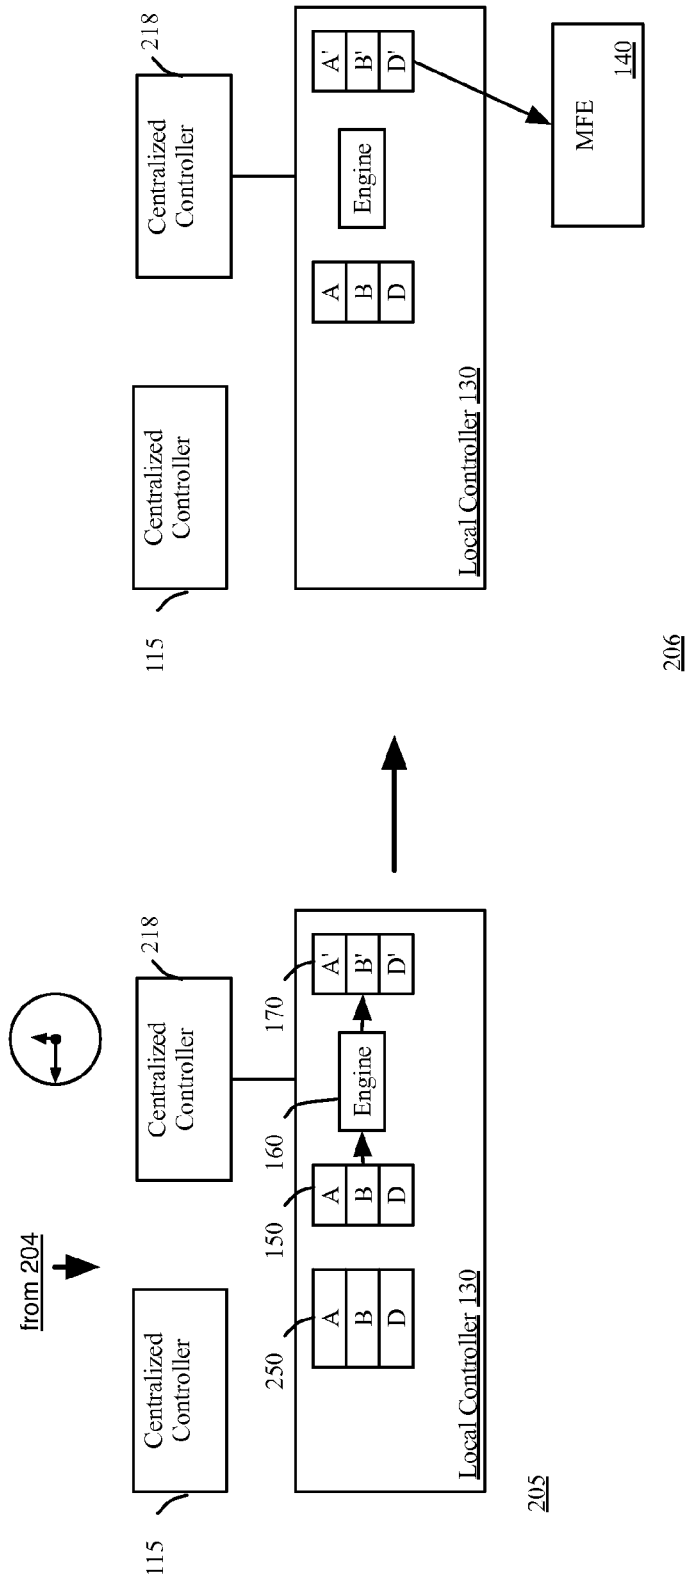 from 204
115
Centralized
Controller
Centralized
Controller
218
250
150
160
170
A
B
D
A
B
D
Engine
A'
B'
D'
Local Controller 130
205
115
Centralized
Controller
Centralized
Controller
218
A
B
D
Engine
A'
B'
D'
Local Controller 130
MFE
140
206